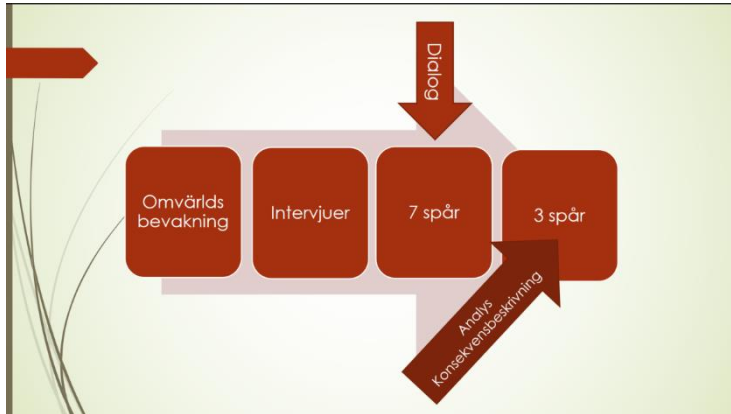 Dialog
Omvärlds
bevakning
Intervjuer
7 spår
3 spår
Analys
Konsekvensbeskrivning